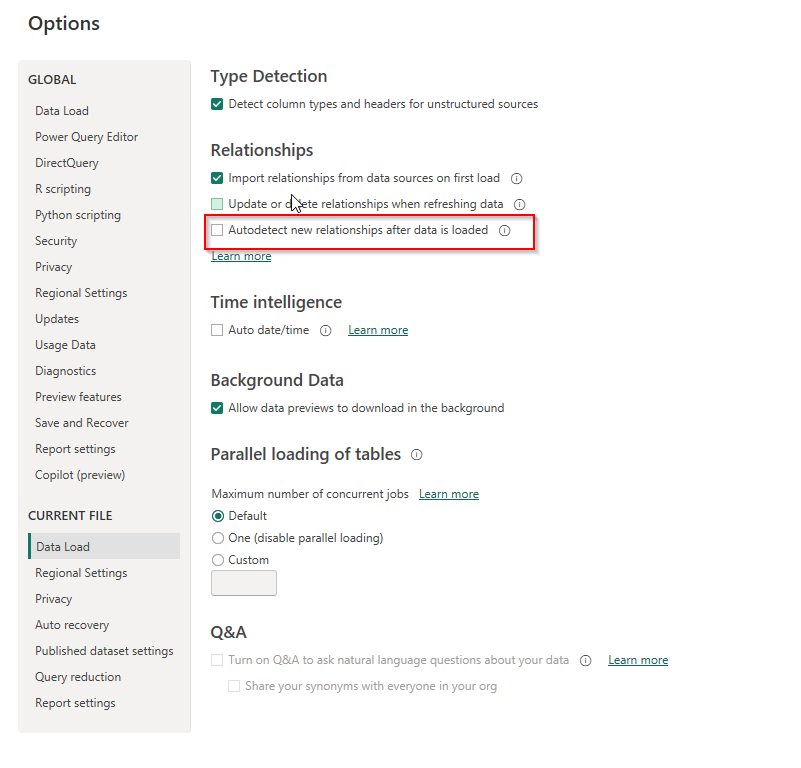 Options
GLOBAL
Data Load
Power Query Editor
DirectQuery
R scripting
Python scripting
Security
Privacy
Regional Settings
Updates
Usage Data
Diagnostics
Preview features
Save and Recover
Report settings
Copilot (preview)
CURRENT FILE
Data Load
Regional Settings
Privacy
Auto recovery
Published dataset settings
Query reduction
Report settings
Type Detection
Detect column types and headers for unstructured sources
Relationships
Import relationships from data sources on first load
Update or delete relationships when refreshing data
Autodetect new relationships after data is loaded
Learn more
Time intelligence
Auto date/time Learn more
Background Data
Allow data previews to download in the background
Parallel loading of tables
Maximum number of concurrent jobs Learn more
Default
One (disable parallel loading)
Custom
Q&A
Turn on Q&A to ask natural language questions about your data Learn more
Share your synonyms with everyone in your org